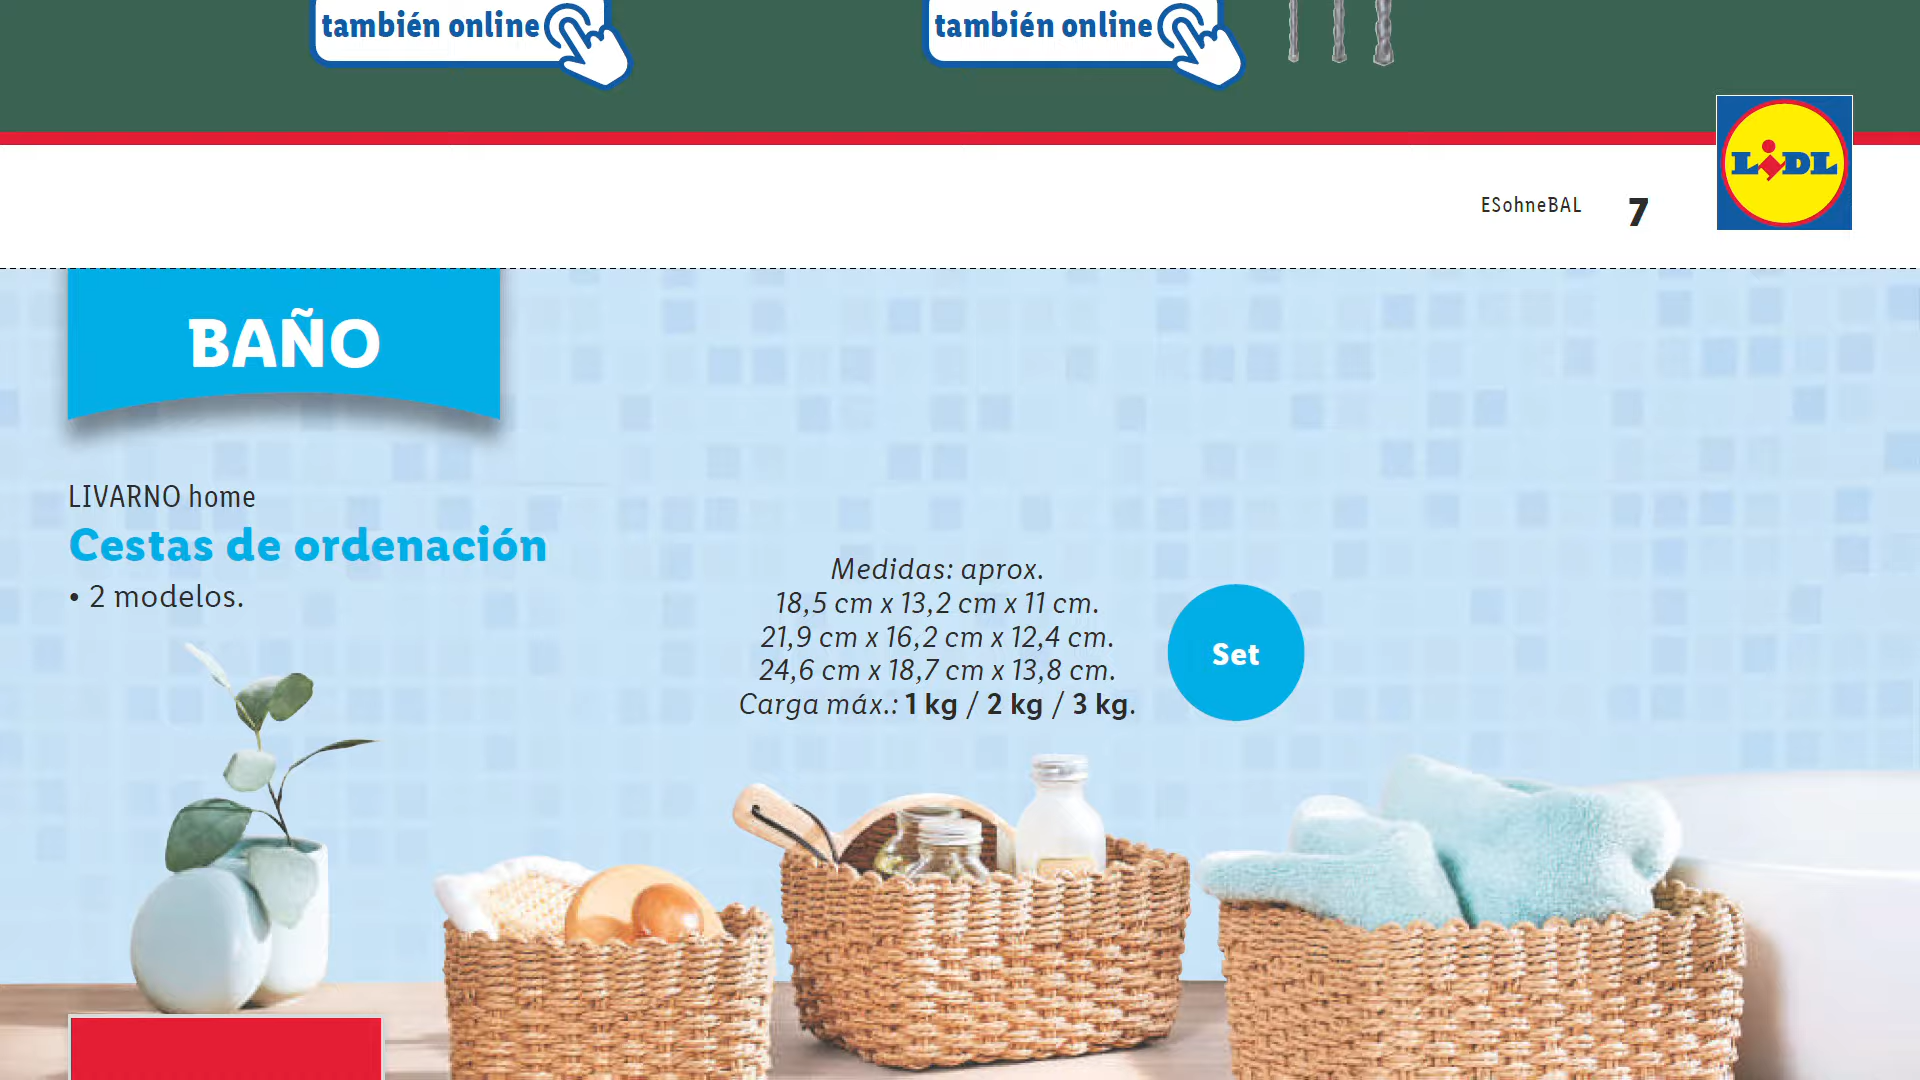 también online
también online
LIDL
ESohneBAL 7
BAÑO
LIVARNO home
Cestas de ordenación
• 2 modelos.
Medidas: aprox.
18,5 cm x 13,2 cm x 11 cm.
21,9 cm x 16,2 cm x 12,4 cm.
24,6 cm x 18,7 cm x 13,8 cm.
Carga máx.: 1 kg / 2 kg / 3 kg.
Set